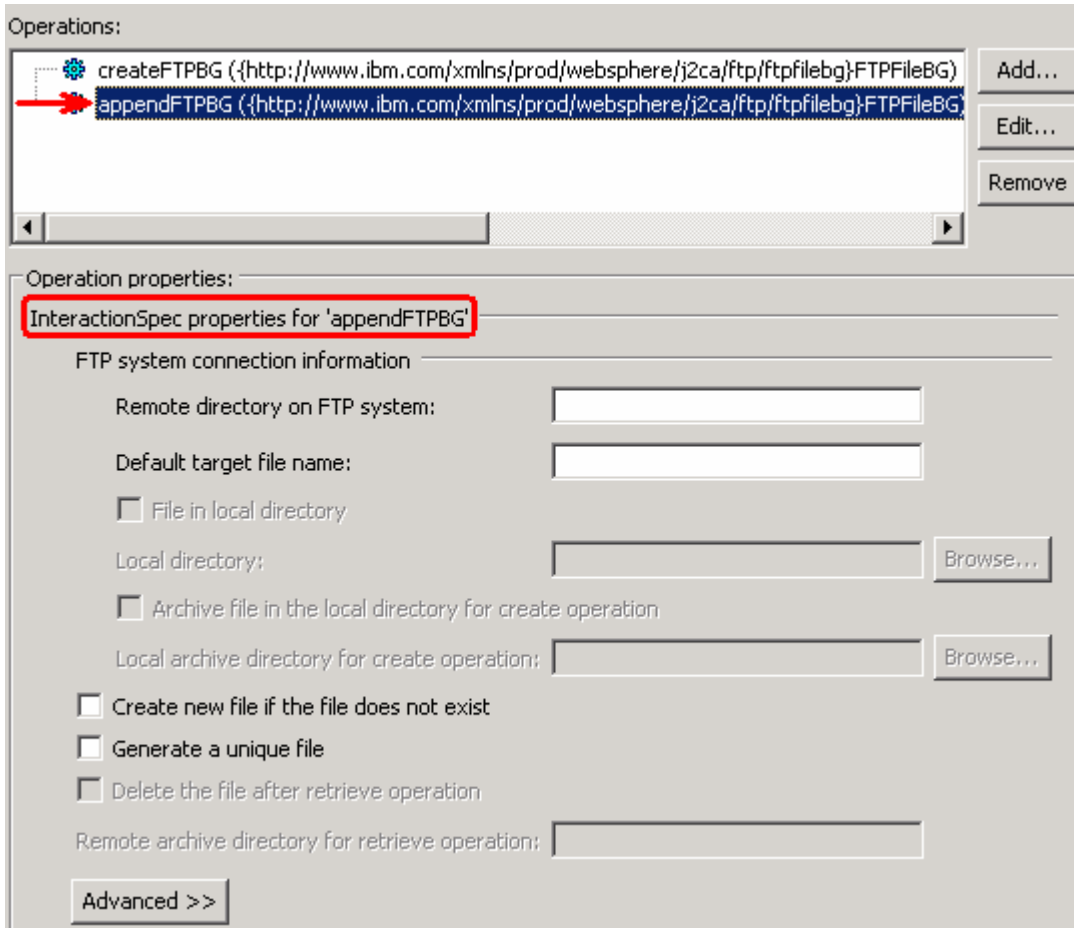 Operations:
createFTPBG ({http://www.ibm.com/xmlns/prod/websphere/j2ca/ftp/ftpfilebg}FTPFileBG)
Add...
appendFTPBG ({http://www.ibm.com/xmlns/prod/websphere/j2ca/ftp/ftpfilebg}FTPFileBG)
Edit...
Remove
Operation properties:
InteractionSpec properties for 'appendFTPBG'
FTP system connection information
Remote directory on FTP system:
Default target file name:
File in local directory
Local directory:
Browse...
Archive file in the local directory for create operation
Local archive directory for create operation:
Browse...
Create new file if the file does not exist
Generate a unique file
Delete the file after retrieve operation
Remote archive directory for retrieve operation:
Advanced >>